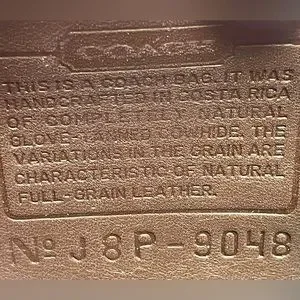 COACH
THIS IS A COACH BAG. IT WAS
HANDCRAFTED IN COSTA RICA
OF COMPLETELY NATURAL
GLOVE-TANNED COWHIDE. THE
VARIATIONS IN THE GRAIN ARE
CHARACTERISTIC OF NATURAL
FULL-GRAIN LEATHER.
Nº J8P-9048